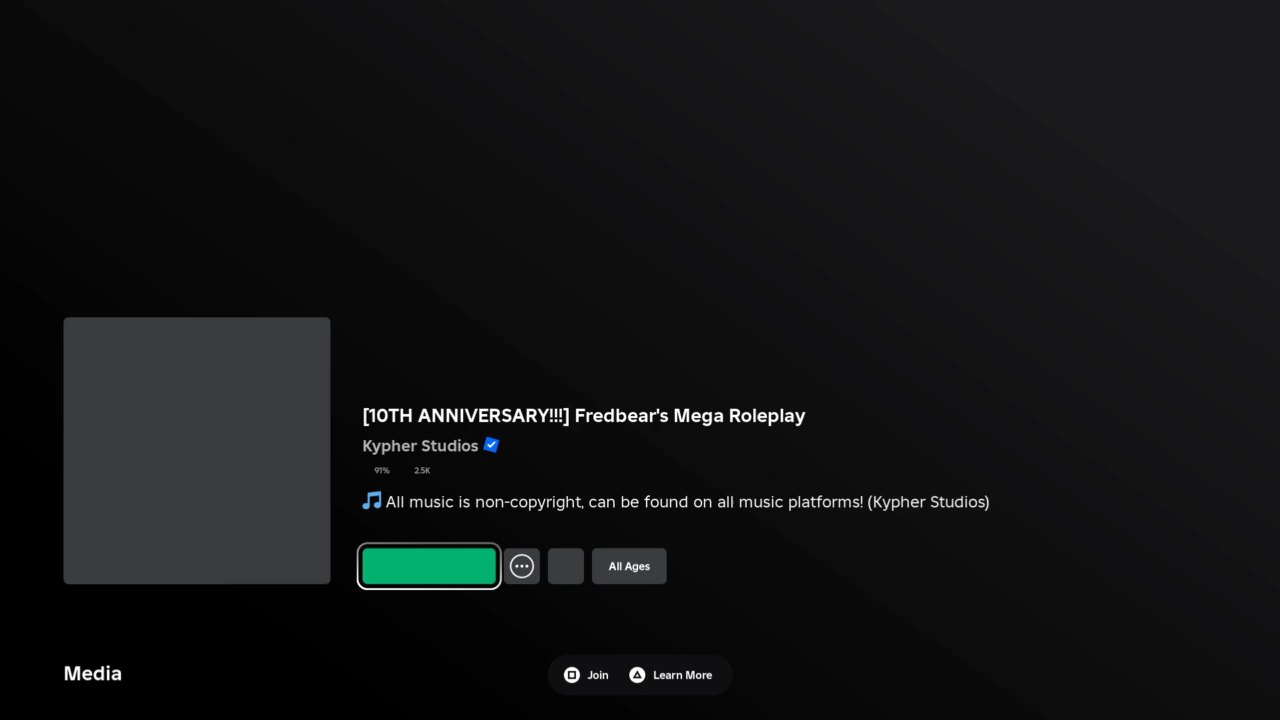 [10TH ANNIVERSARY!!!] Fredbear's Mega Roleplay
Kypher Studios
91% 2.5K
🎵 All music is non-copyright, can be found on all music platforms! (Kypher Studios)
All Ages
Media
Join Learn More